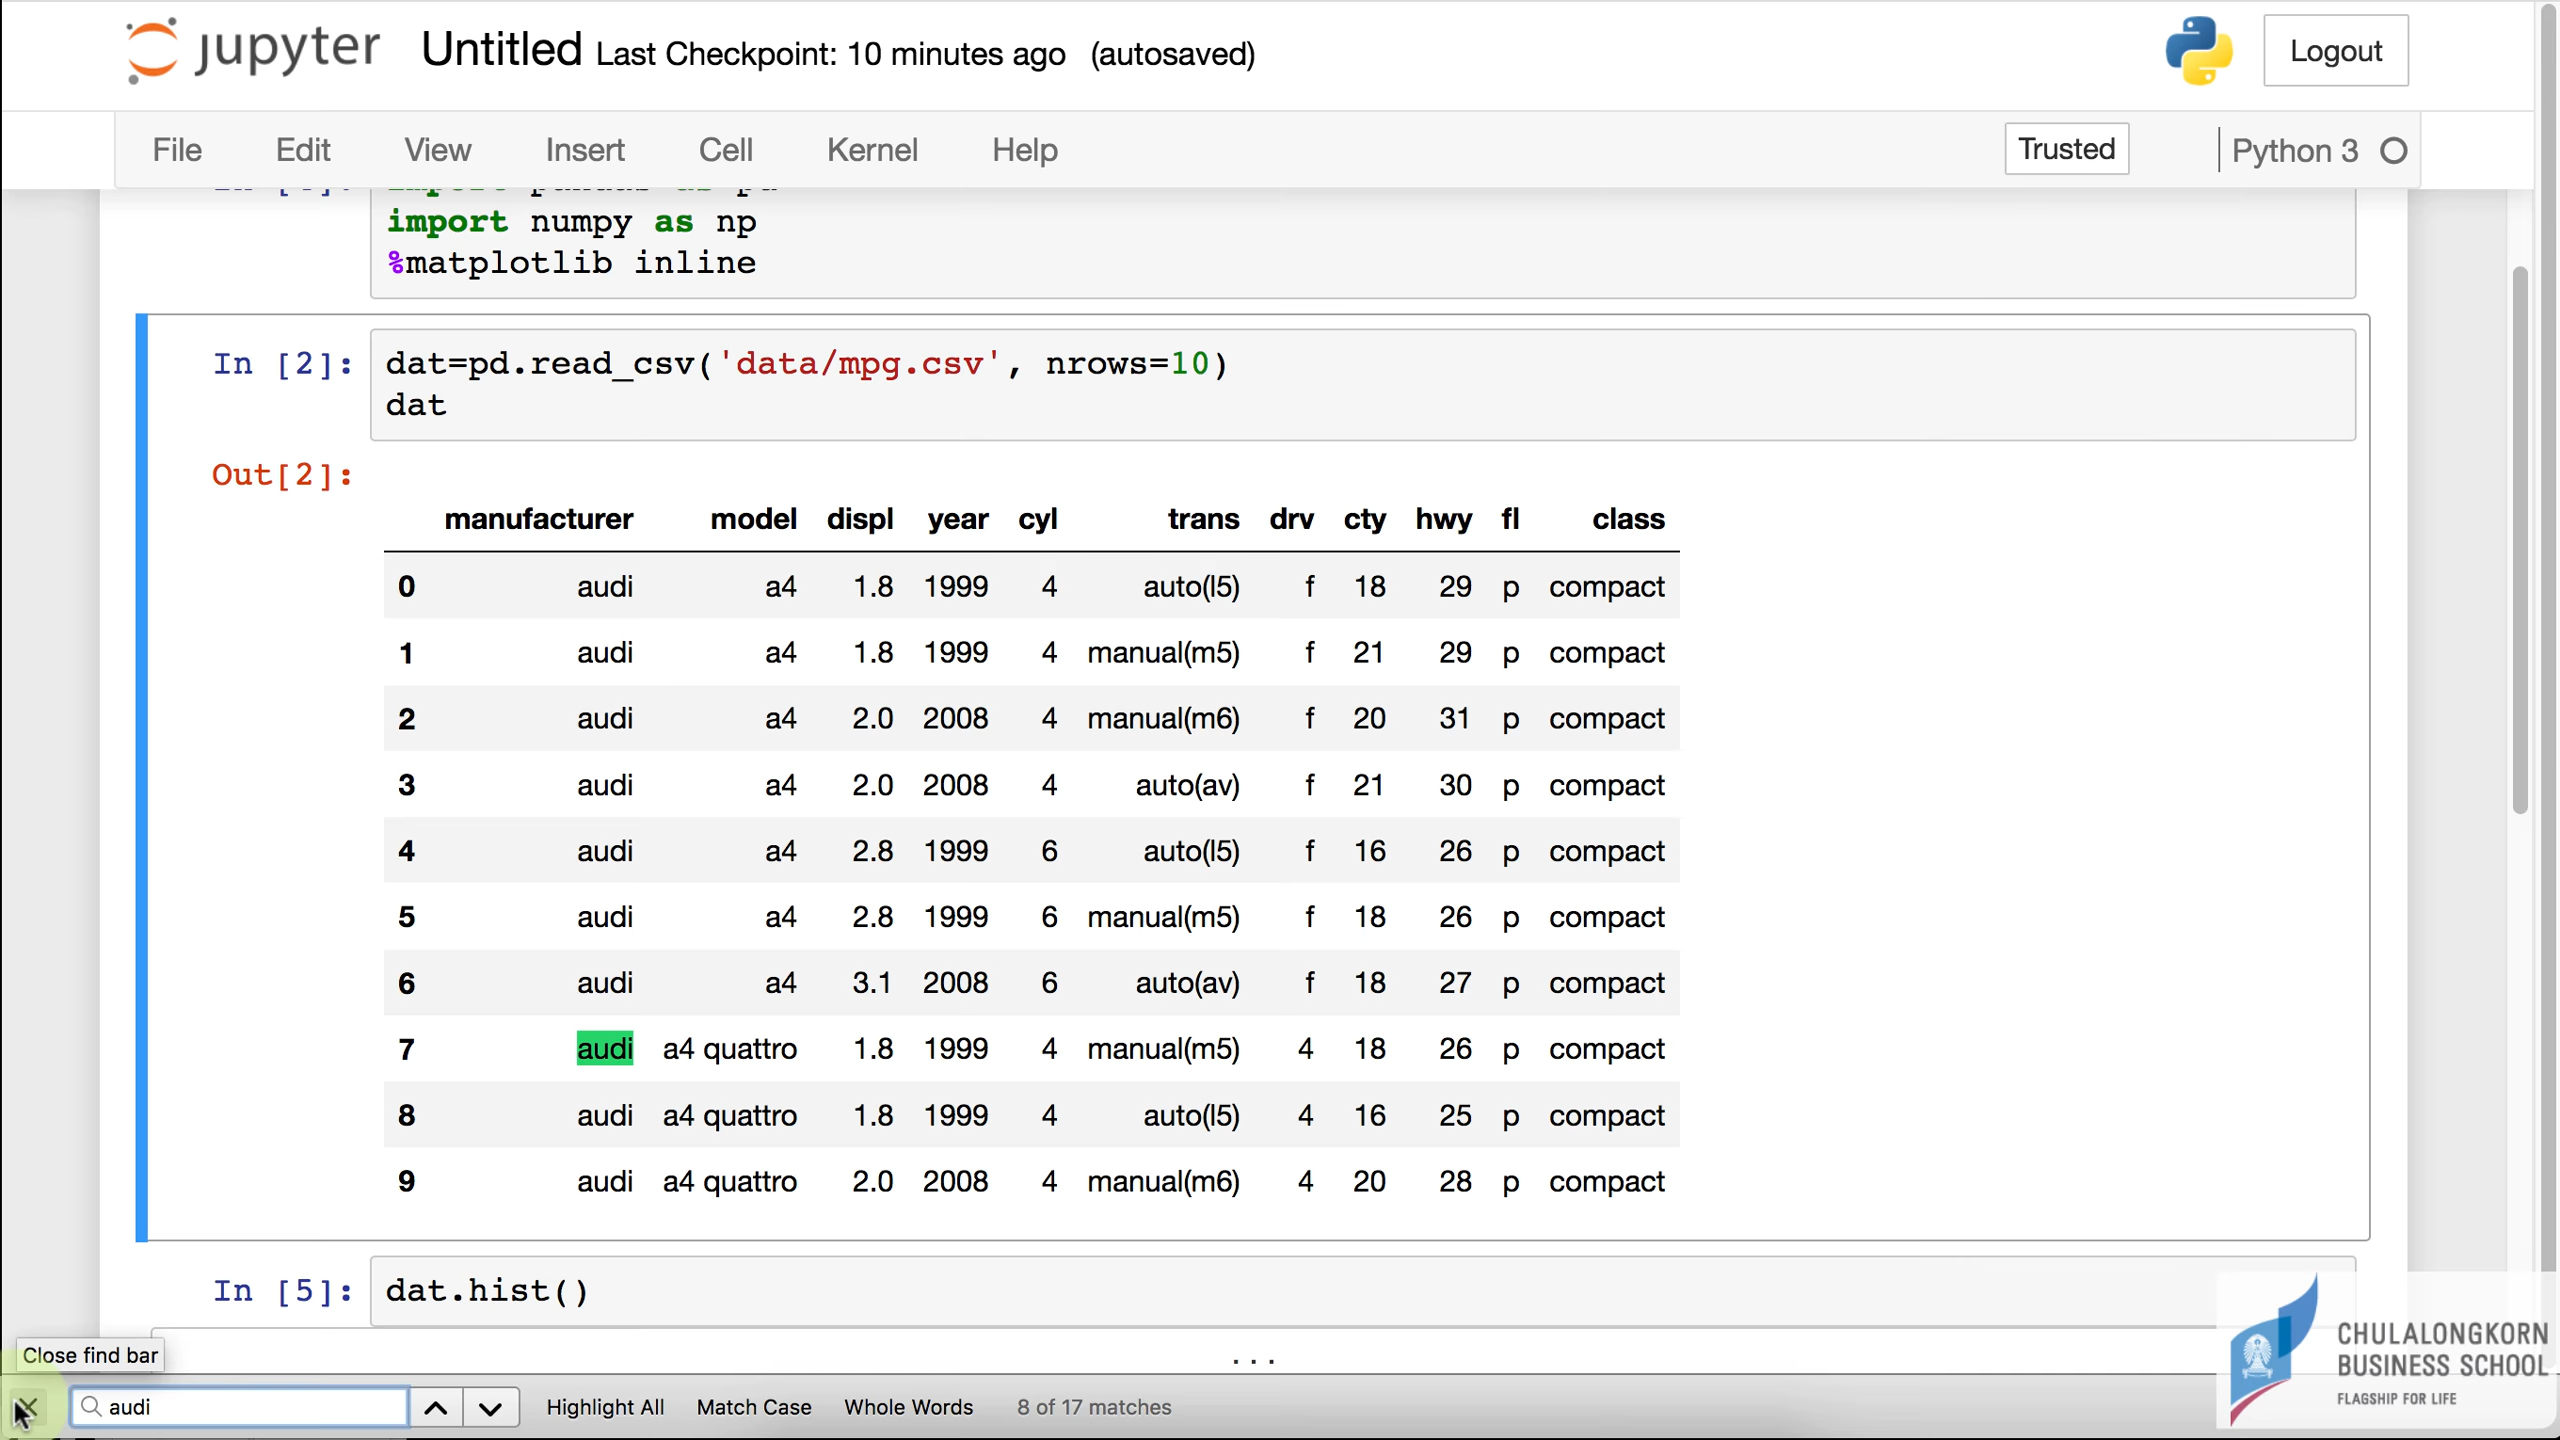 jupyter Untitled Last Checkpoint: 10 minutes ago (autosaved) Logout
File Edit View Insert Cell Kernel Help Trusted Python 3
import numpy as np
%matplotlib inline
In [2]: dat=pd.read_csv('data/mpg.csv', nrows=10)
dat
Out[2]:
manufacturer model displ year cyl trans drv cty hwy fl class
0 audi a4 1.8 1999 4 auto(l5) f 18 29 p compact
1 audi a4 1.8 1999 4 manual(m5) f 21 29 p compact
2 audi a4 2.0 2008 4 manual(m6) f 20 31 p compact
3 audi a4 2.0 2008 4 auto(av) f 21 30 p compact
4 audi a4 2.8 1999 6 auto(l5) f 16 26 p compact
5 audi a4 2.8 1999 6 manual(m5) f 18 26 p compact
6 audi a4 3.1 2008 6 auto(av) f 18 27 p compact
7 audi a4 quattro 1.8 1999 4 manual(m5) 4 18 26 p compact
8 audi a4 quattro 1.8 1999 4 auto(l5) 4 16 25 p compact
9 audi a4 quattro 2.0 2008 4 manual(m6) 4 20 28 p compact
In [5]: dat.hist()
Close find bar
...
audi Highlight All Match Case Whole Words 8 of 17 matches
CHULALONGKORN
BUSINESS SCHOOL
FLAGSHIP FOR LIFE